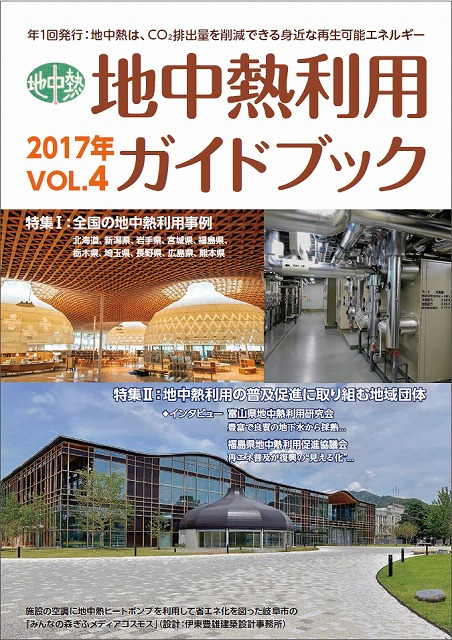 年1回発行：地中熱は、CO₂排出量を削減できる身近な再生可能エネルギー
地中熱
地中熱利用
2017年
VOL.4
ガイドブック
特集Ⅰ：全国の地中熱利用事例
北海道、新潟県、岩手県、宮城県、福島県、
栃木県、埼玉県、長野県、広島県、熊本県
特集Ⅱ：地中熱利用の普及促進に取り組む地域団体
◆インタビュー 富山県地中熱利用研究会
豊富で良質の地下水から採熱…
福島県地中熱利用促進協議会
再エネ普及が復興の“見える化”…
施設の空調に地中熱ヒートポンプを利用して省エネ化を図った岐阜市の
「みんなの森ぎふメディアコスモス」（設計：伊東豊雄建築設計事務所）